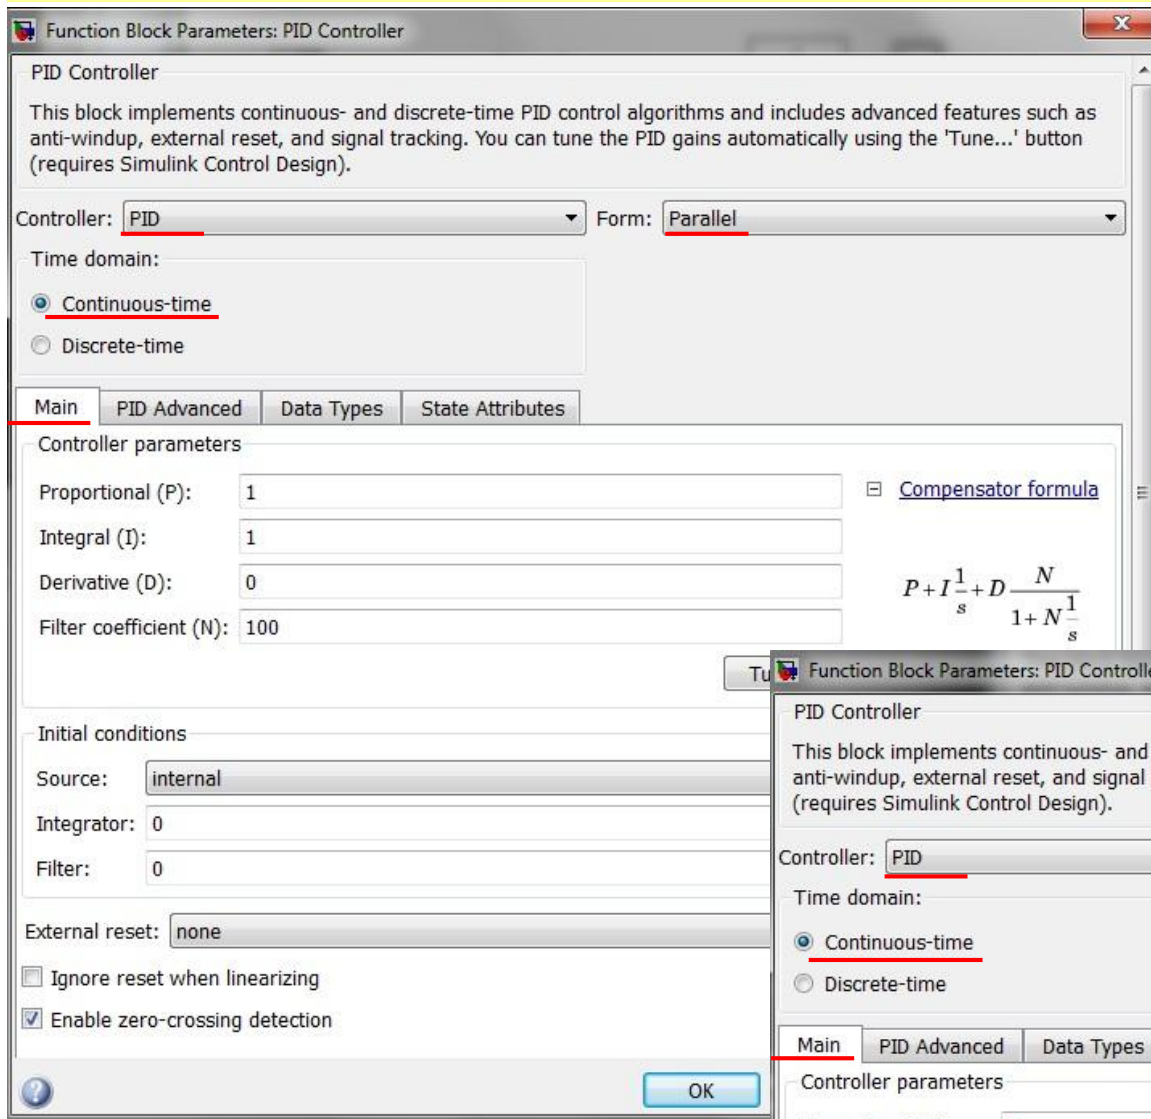 Function Block Parameters: PID Controller
PID Controller
This block implements continuous- and discrete-time PID control algorithms and includes advanced features such as
anti-windup, external reset, and signal tracking. You can tune the PID gains automatically using the 'Tune...' button
(requires Simulink Control Design).
Controller: PID Form: Parallel
Time domain:
Continuous-time
Discrete-time
Main PID Advanced Data Types State Attributes
Controller parameters
Proportional (P): 1
Compensator formula
Integral (I): 1
Derivative (D): 0
Filter coefficient (N): 100
P + I 1/s + D N/(1 + N 1/s)
Tu
Initial conditions
Source: internal
Integrator: 0
Filter: 0
External reset: none
Ignore reset when linearizing
Enable zero-crossing detection
OK
Function Block Parameters: PID Controlle
PID Controller
This block implements continuous- and
anti-windup, external reset, and signal
(requires Simulink Control Design).
Controller: PID
Time domain:
Continuous-time
Discrete-time
Main PID Advanced Data Types
Controller parameters